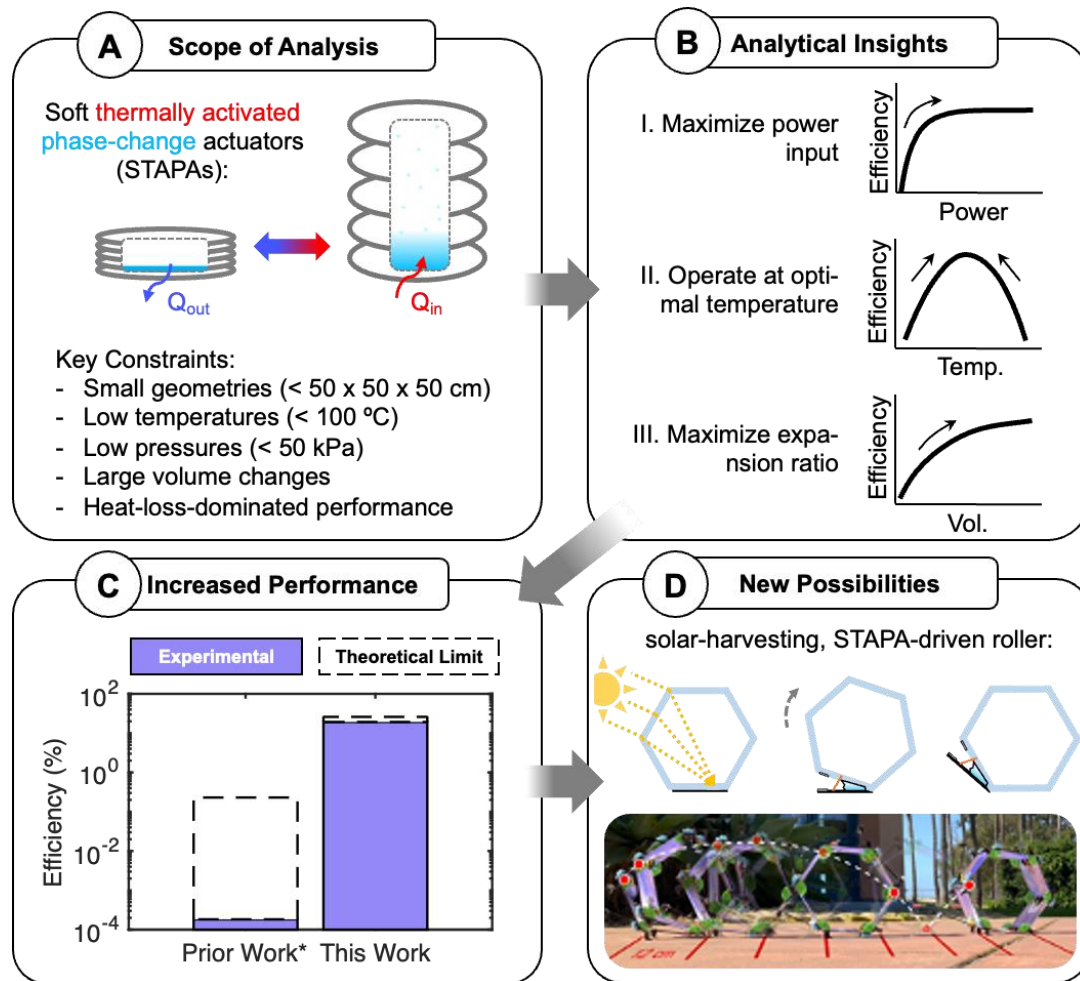 A
Scope of Analysis
Soft thermally activated
phase-change actuators
(STAPAs):
Qout
Qin
Key Constraints:
- Small geometries (< 50 x 50 x 50 cm)
- Low temperatures (< 100 ºC)
- Low pressures (< 50 kPa)
- Large volume changes
- Heat-loss-dominated performance
B
Analytical Insights
I. Maximize power
input
Efficiency
Power
II. Operate at opti-
mal temperature
Efficiency
Temp.
III. Maximize expa-
nsion ratio
Efficiency
Vol.
C
Increased Performance
Experimental
Theoretical Limit
Efficiency (%)
10^2
10^0
10^-2
10^-4
Prior Work*
This Work
D
New Possibilities
solar-harvesting, STAPA-driven roller:
12 cm